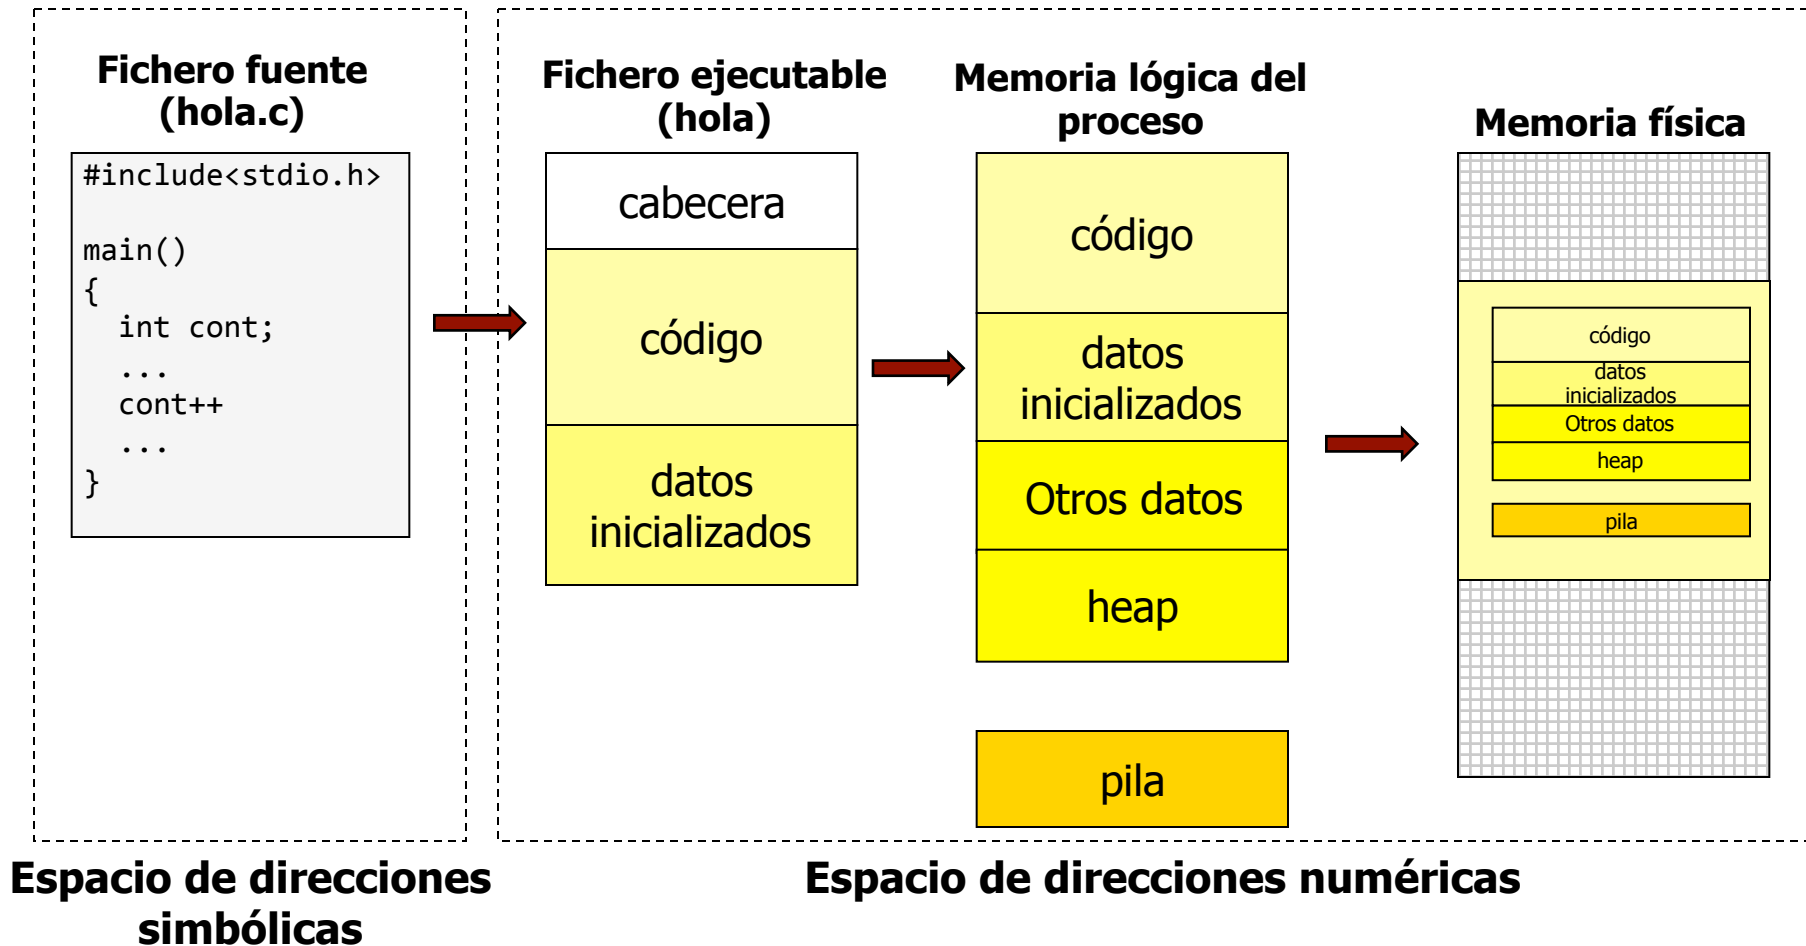 Fichero fuente
(hola.c)
#include<stdio.h>
main()
{
int cont;
...
cont++
...
}
Espacio de direcciones
simbólicas
Fichero ejecutable
(hola)
cabecera
código
datos
inicializados
Memoria lógica del
proceso
código
datos
inicializados
Otros datos
heap
pila
Memoria física
código
datos
inicializados
Otros datos
heap
pila
Espacio de direcciones numéricas